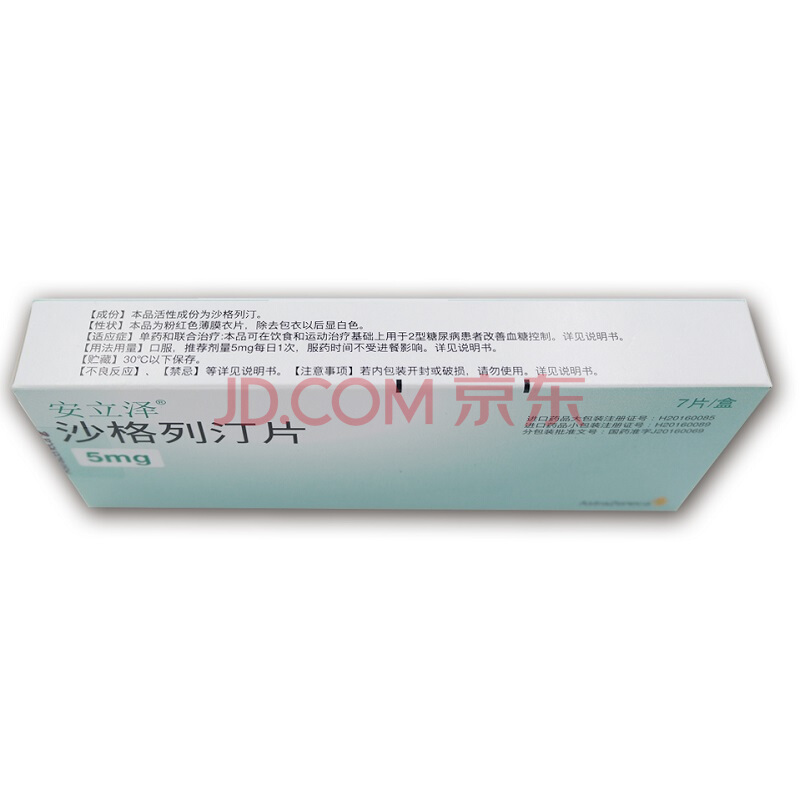 【成份】本品活性成份为沙格列汀。
【性状】本品为粉红色薄膜衣片，除去包衣以后显白色。
【适应症】单药和联合治疗:本品可在饮食和运动治疗基础上用于2型糖尿病患者改善血糖控制。详见说明书。
【用法用量】口服，推荐剂量5mg每日1次，服药时间不受进餐影响。详见说明书。
【贮藏】30℃以下保存。
【不良反应】、【禁忌】等详见说明书。【注意事项】若内包装开封或破损，请勿使用。详见说明书。
安立泽®
JD.COM 京东
7片/盒
沙格列汀片
进口药品大包装注册证号：H20160085
进口药品小包装注册证号：H20160089
分包装批准文号：国药准字J20160069
5mg
AstraZeneca